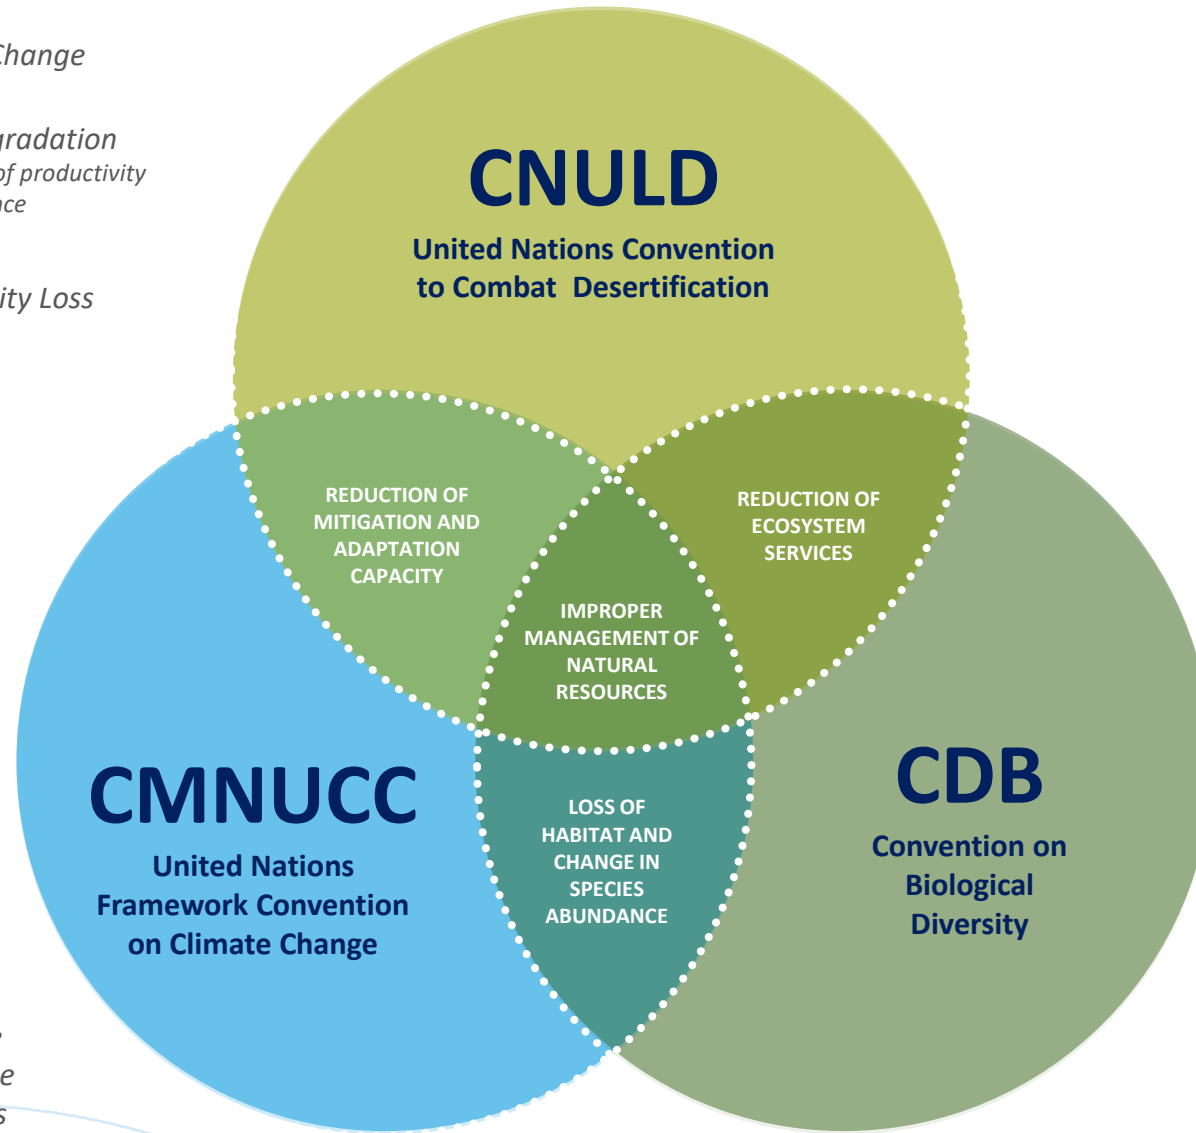 Change
gradation
of productivity
nce
ity Loss
CNULD
United Nations Convention
to Combat Desertification
REDUCTION OF
MITIGATION AND
ADAPTATION
CAPACITY
REDUCTION OF
ECOSYSTEM
SERVICES
IMPROPER
MANAGEMENT OF
NATURAL
RESOURCES
CMNUCC
United Nations
Framework Convention
on Climate Change
LOSS OF
HABITAT AND
CHANGE IN
SPECIES
ABUNDANCE
CDB
Convention on
Biological
Diversity
e
s